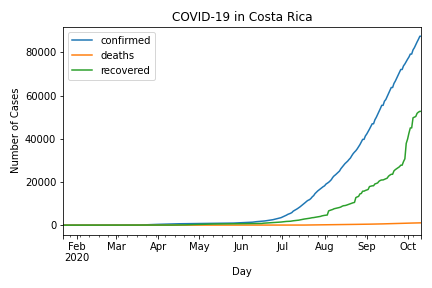 COVID-19 in Costa Rica
confirmed
deaths
recovered
Number of Cases
80000
60000
40000
20000
0
Feb Mar Apr May Jun Jul Aug Sep Oct
2020
Day